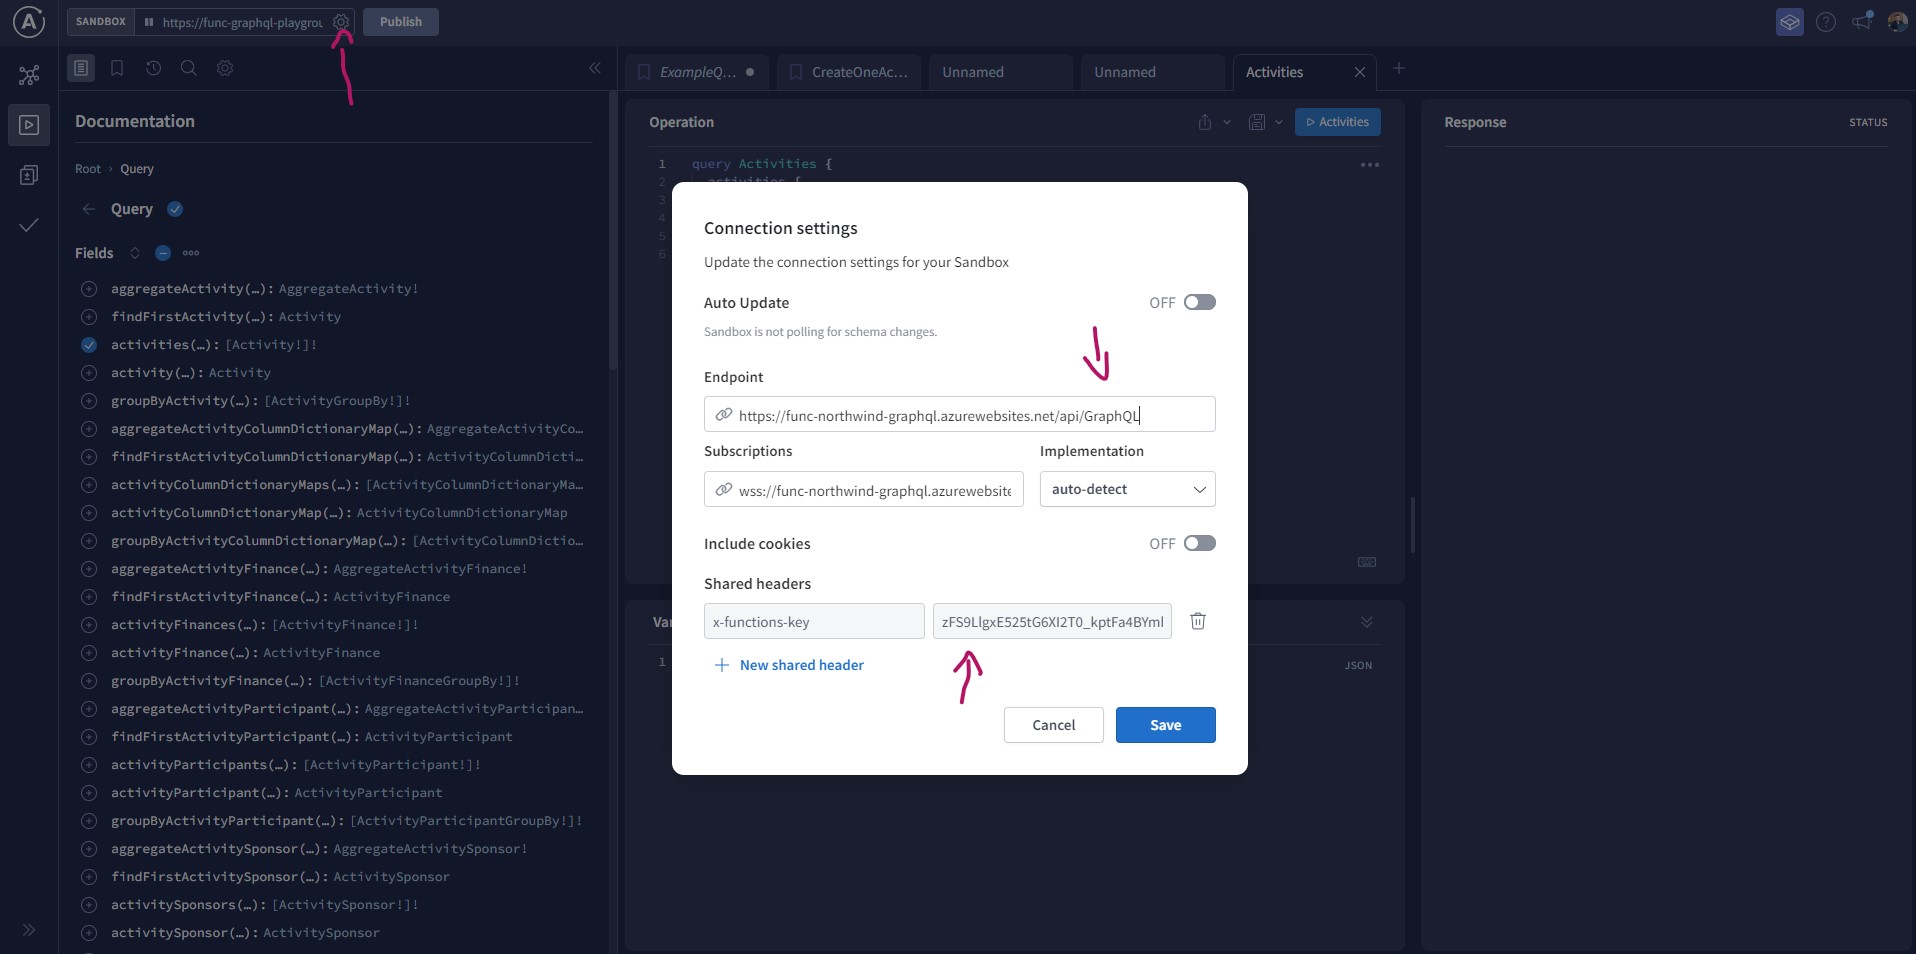 SANDBOX
https://func-graphql-playgrou
Publish
ExampleQ...
CreateOneAc...
Unnamed
Unnamed
Activities
Documentation
Root › Query
Query
Fields
aggregateActivity(…): AggregateActivity!
findFirstActivity(…): Activity
activities(…): [Activity!]!
activity(…): Activity
groupByActivity(…): [ActivityGroupBy!]!
aggregateActivityColumnDictionaryMap(…): AggregateActivityCo…
findFirstActivityColumnDictionaryMap(…): ActivityColumnDicti…
activityColumnDictionaryMaps(…): [ActivityColumnDictionaryMa…
activityColumnDictionaryMap(…): ActivityColumnDictionaryMap
groupByActivityColumnDictionaryMap(…): [ActivityColumnDictio…
aggregateActivityFinance(…): AggregateActivityFinance!
findFirstActivityFinance(…): ActivityFinance
activityFinances(…): [ActivityFinance!]!
activityFinance(…): ActivityFinance
groupByActivityFinance(…): [ActivityFinanceGroupBy!]!
aggregateActivityParticipant(…): AggregateActivityParticipan…
findFirstActivityParticipant(…): ActivityParticipant
activityParticipants(…): [ActivityParticipant!]!
activityParticipant(…): ActivityParticipant
groupByActivityParticipant(…): [ActivityParticipantGroupBy!]!
aggregateActivitySponsor(…): AggregateActivitySponsor!
findFirstActivitySponsor(…): ActivitySponsor
activitySponsors(…): [ActivitySponsor!]!
activitySponsor(…): ActivitySponsor
Operation
Activities
1 query Activities {
2 activities {
3
4
5
6
Response
STATUS
Connection settings
Update the connection settings for your Sandbox
Auto Update
OFF
Sandbox is not polling for schema changes.
Endpoint
https://func-northwind-graphql.azurewebsites.net/api/GraphQL
Subscriptions
Implementation
wss://func-northwind-graphql.azurewebsite
auto-detect
Include cookies
OFF
Shared headers
x-functions-key
New shared header
Cancel
Save
Va
1
JSON